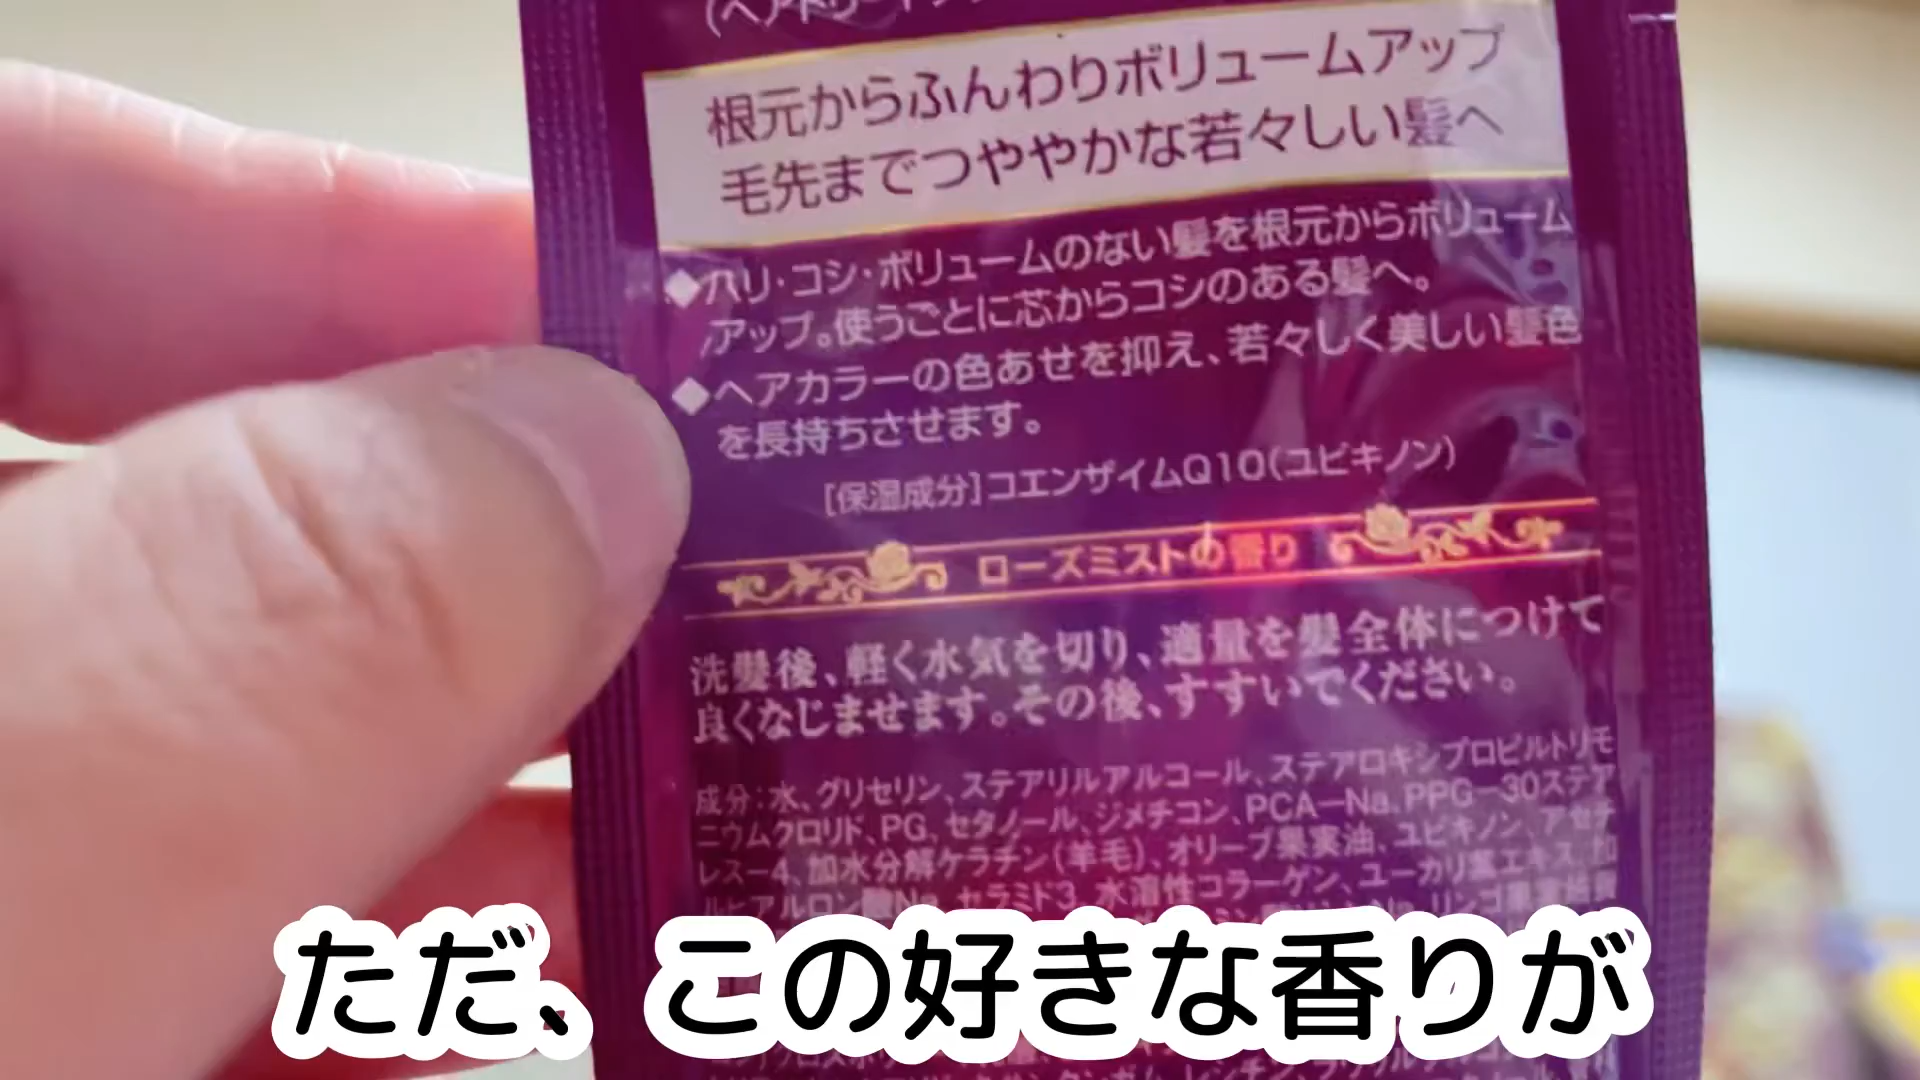 根元からふんわりボリュームアップ
毛先までつややかな若々しい髪へ
◆ハリ・コシ・ボリュームのない髪を根元からボリューム
アップ。使うごとに芯からコシのある髪へ。
◆ヘアカラーの色あせを抑え、若々しく美しい髪色
を長持ちさせます。
[保湿成分]コエンザイムQ10(ユビキノン)
ローズミストの香り
洗髪後、軽く水気を切り、適量を髪全体につけて
良くなじませます。その後、すすいでください。
成分：水、グリセリン、ステアリルアルコール、ステアロキシプロピルトリモ
ニウムクロリド、PG、セタノール、ジメチコン、PCA－Na、PPG－30ステア
レス－4、加水分解ケラチン(羊毛)、オリーブ果実油、ユビキノン、アセチ
ルヒアルロン酸Na、セラミド3、水溶性コラーゲン、ユーカリ葉エキス、加
ただ、この好きな香りが